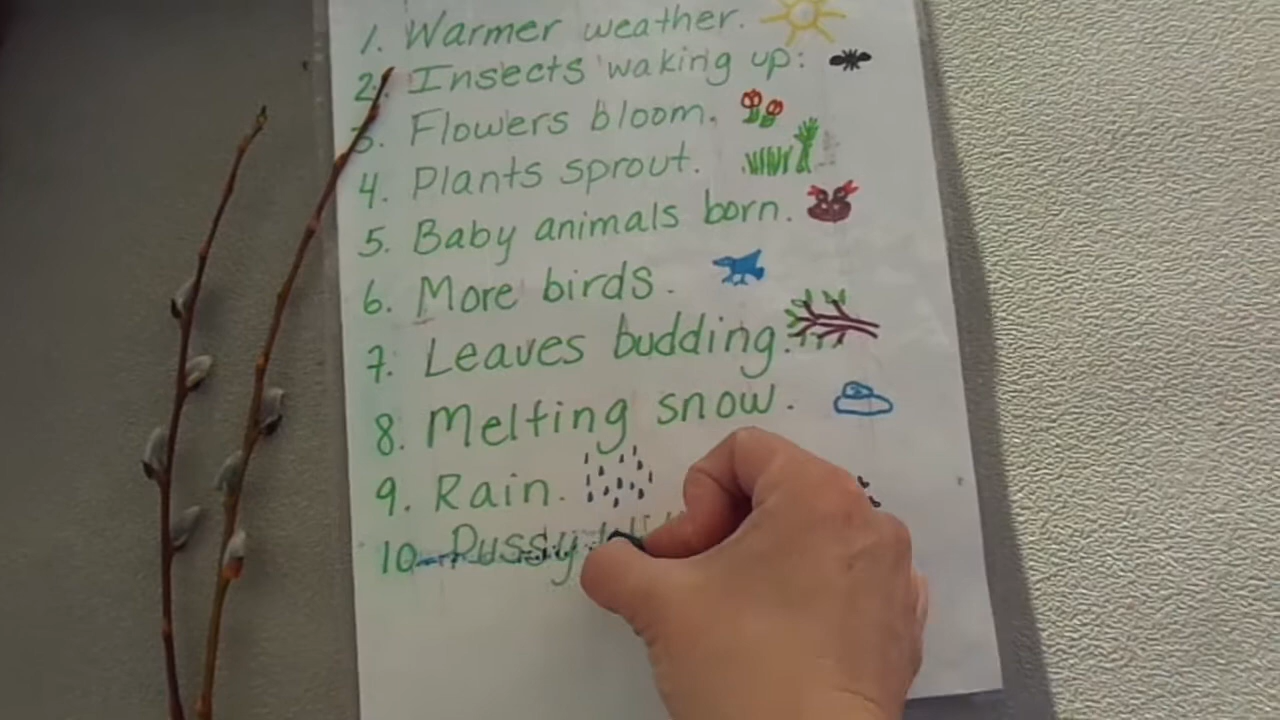 1. Warmer weather.
2. Insects waking up:
3. Flowers bloom.
4. Plants sprout.
5. Baby animals born.
6. More birds.
7. Leaves budding.
8. Melting snow.
9. Rain.
10. Pussy